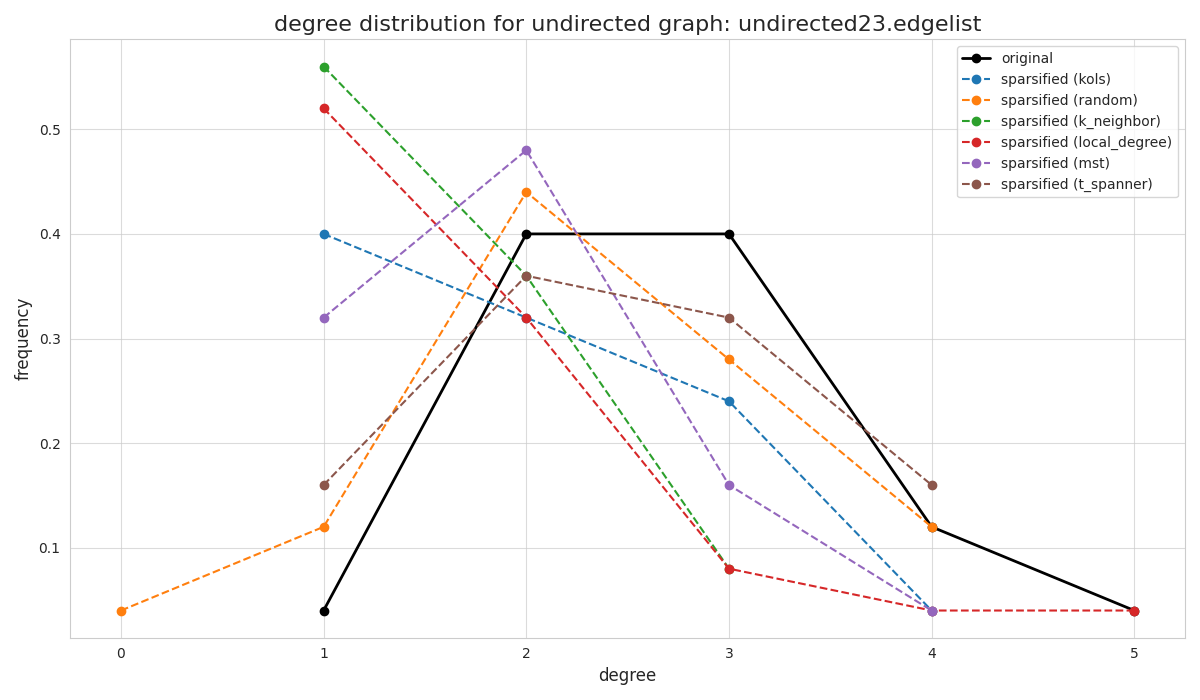 degree distribution for undirected graph: undirected23.edgelist
original
sparsified (kols)
sparsified (random)
sparsified (k_neighbor)
sparsified (local_degree)
sparsified (mst)
sparsified (t_spanner)
frequency
0.5
0.4
0.3
0.2
0.1
0 1 2 3 4 5
degree